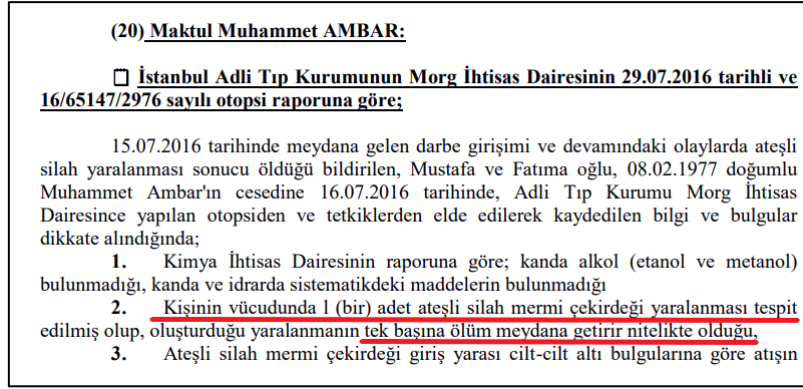 (20) Maktul Muhammet AMBAR:
İstanbul Adli Tıp Kurumunun Morg İhtisas Dairesinin 29.07.2016 tarihli ve
16/65147/2976 sayılı otopsi raporuna göre;
15.07.2016 tarihinde meydana gelen darbe girişimi ve devamındaki olaylarda ateşli
silah yaralanması sonucu öldüğü bildirilen, Mustafa ve Fatıma oğlu, 08.02.1977 doğumlu
Muhammet Ambar'ın cesedine 16.07.2016 tarihinde, Adli Tıp Kurumu Morg İhtisas
Dairesince yapılan otopsiden ve tetkiklerden elde edilerek kaydedilen bilgi ve bulgular
dikkate alındığında;
1. Kimya İhtisas Dairesinin raporuna göre; kanda alkol (etanol ve metanol)
bulunmadığı, kanda ve idrarda sistematikdeki maddelerin bulunmadığı
2. Kişinin vücudunda 1 (bir) adet ateşli silah mermi çekirdeği yaralanması tespit
edilmiş olup, oluşturduğu yaralanmanın tek başına ölüm meydana getirir nitelikte olduğu,
3. Ateşli silah mermi çekirdeği giriş yarası cilt-cilt altı bulgularına göre atışın